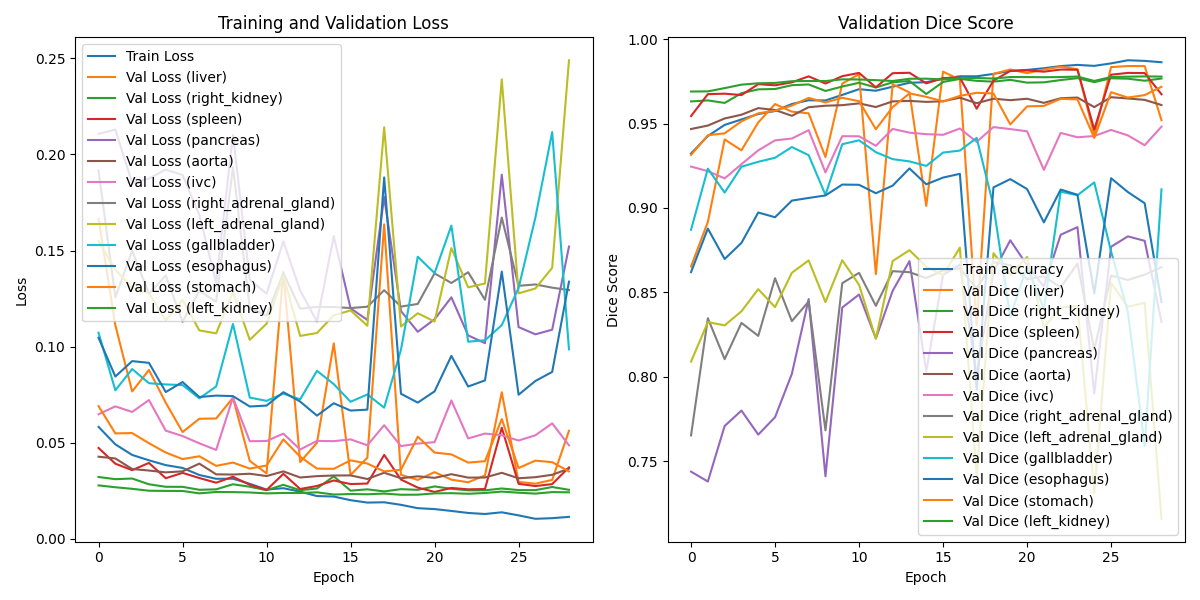 Training and Validation Loss
Loss
0.25
0.20
0.15
0.10
0.05
0.00
Train Loss
Val Loss (liver)
Val Loss (right_kidney)
Val Loss (spleen)
Val Loss (pancreas)
Val Loss (aorta)
Val Loss (ivc)
Val Loss (right_adrenal_gland)
Val Loss (left_adrenal_gland)
Val Loss (gallbladder)
Val Loss (esophagus)
Val Loss (stomach)
Val Loss (left_kidney)
0 5 10 15 20 25
Epoch
Validation Dice Score
Dice Score
1.00
0.95
0.90
0.85
0.80
0.75
Train accuracy
Val Dice (liver)
Val Dice (right_kidney)
Val Dice (spleen)
Val Dice (pancreas)
Val Dice (aorta)
Val Dice (ivc)
Val Dice (right_adrenal_gland)
Val Dice (left_adrenal_gland)
Val Dice (gallbladder)
Val Dice (esophagus)
Val Dice (stomach)
Val Dice (left_kidney)
0 5 10 15 20 25
Epoch